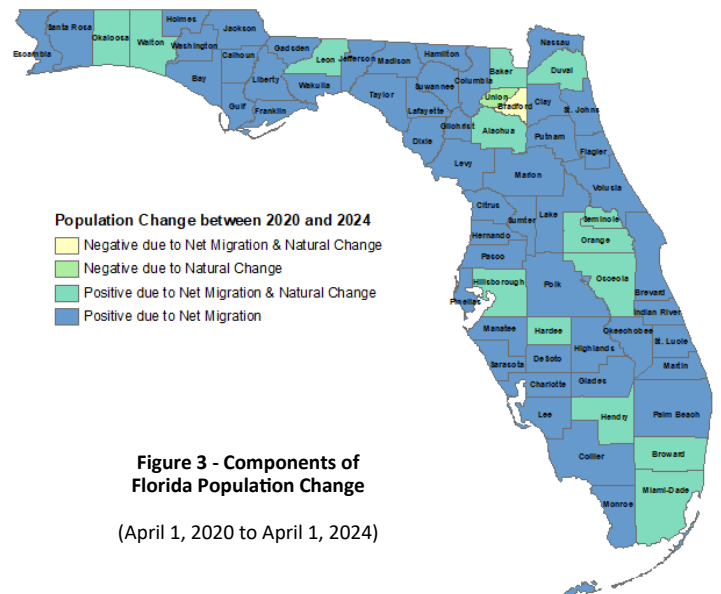 Holmes
Jackson
Santa Rosa
Okaloosa
Walton
Escambia
Washington
Calhoun
Gadsden
Leon
Jefferson
Madison
Hamilton
Nassau
Baker
Duval
Bay
Liberty
Wakulla
Taylor
Suwannee
Columbia
Union
Bradford
Clay
St. Johns
Gulf
Franklin
Lafayette
Gilchrist
Alachua
Putnam
Dixie
Flagler
Levy
Marion
Volusia
Citrus
Sumter
Lake
Seminole
Hernando
Orange
Pasco
Osceola
Hillsborough
Polk
Brevard
Pinellas
Indian River
Manatee
Hardee
Okeechobee
Highlands
St. Lucie
Sarasota
DeSoto
Martin
Charlotte
Glades
Lee
Hendry
Palm Beach
Collier
Broward
Miami-Dade
Monroe
Population Change between 2020 and 2024
Negative due to Net Migration & Natural Change
Negative due to Natural Change
Positive due to Net Migration & Natural Change
Positive due to Net Migration
Figure 3 - Components of
Florida Population Change
(April 1, 2020 to April 1, 2024)